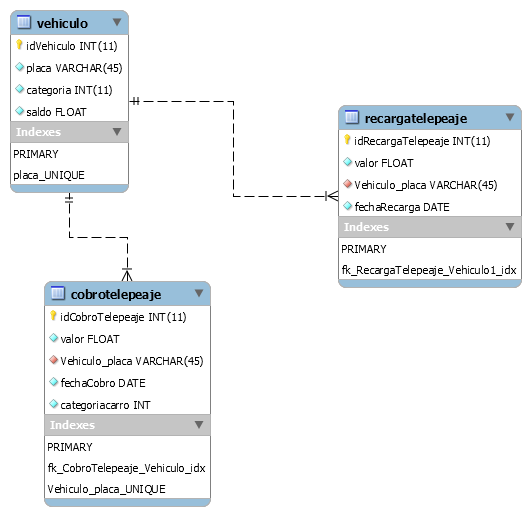 vehiculo
idVehiculo INT(11)
placa VARCHAR(45)
categoria INT(11)
saldo FLOAT
Indexes
PRIMARY
placa_UNIQUE
recargatelepeaje
idRecargaTelepeaje INT(11)
valor FLOAT
Vehiculo_placa VARCHAR(45)
fechaRecarga DATE
Indexes
PRIMARY
fk_RecargaTelepeaje_Vehiculo1_idx
cobrotelepeaje
idCobroTelepeaje INT(11)
valor FLOAT
Vehiculo_placa VARCHAR(45)
fechaCobro DATE
categoriacarro INT
Indexes
PRIMARY
fk_CobroTelepeaje_Vehiculo_idx
Vehiculo_placa_UNIQUE